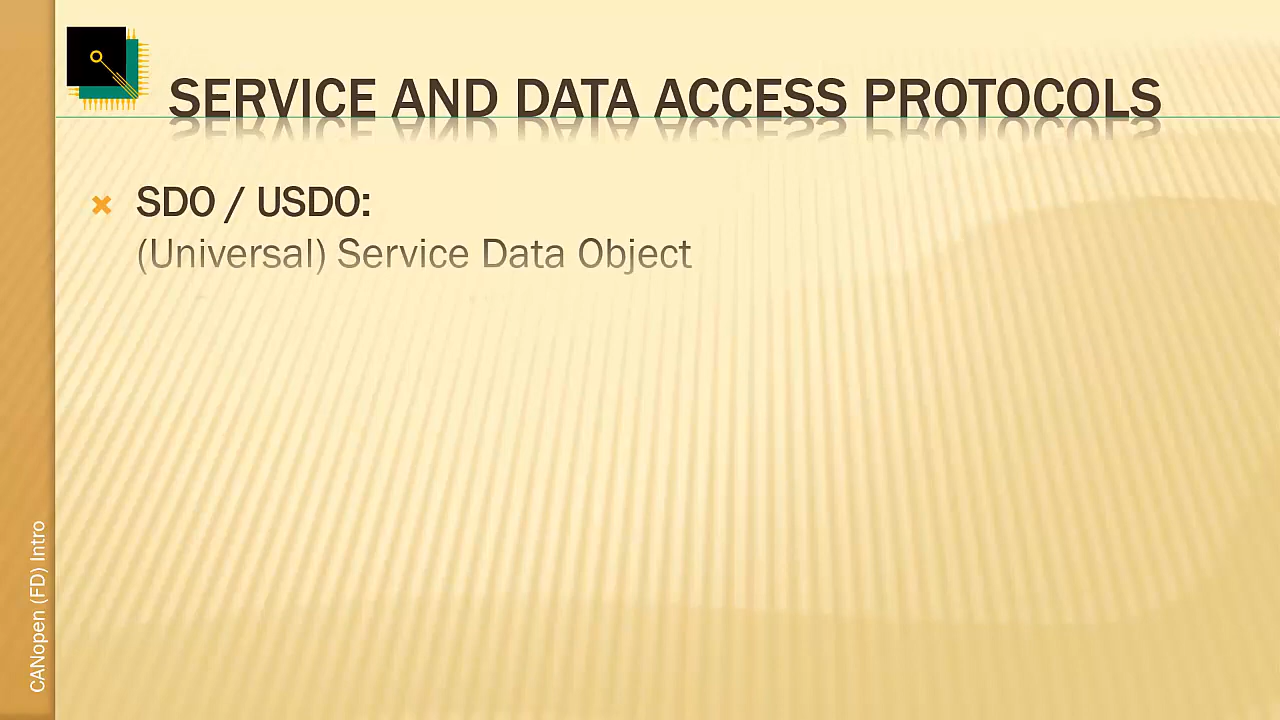 SERVICE AND DATA ACCESS PROTOCOLS
SDO / USDO:
(Universal) Service Data Object
CANopen (FD) Intro